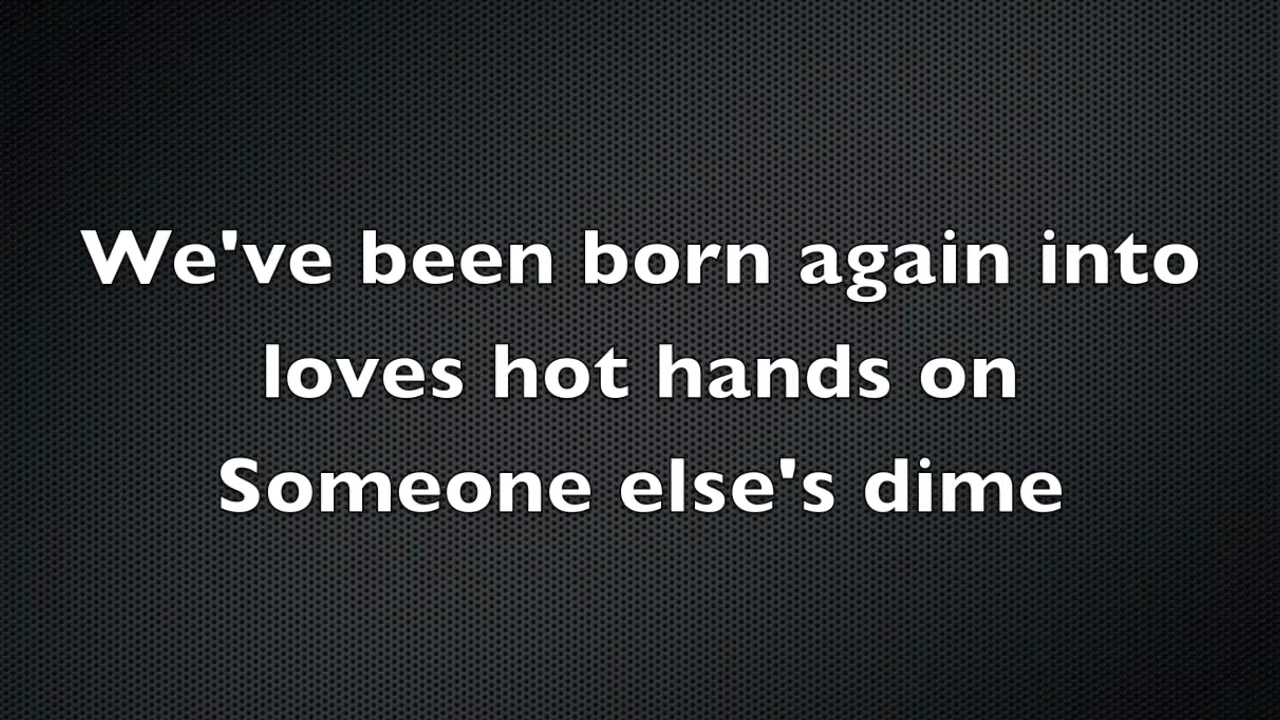 We've been born again into
loves hot hands on
Someone else's dime